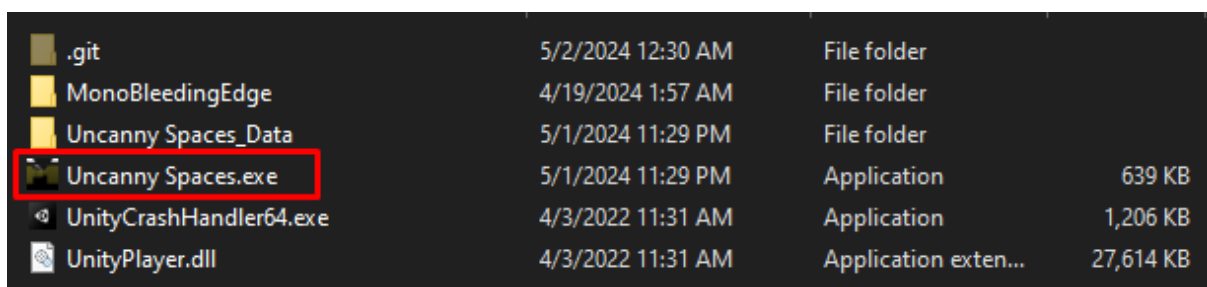 .git 5/2/2024 12:30 AM File folder
MonoBleedingEdge 4/19/2024 1:57 AM File folder
Uncanny Spaces_Data 5/1/2024 11:29 PM File folder
Uncanny Spaces.exe 5/1/2024 11:29 PM Application 639 KB
UnityCrashHandler64.exe 4/3/2022 11:31 AM Application 1,206 KB
UnityPlayer.dll 4/3/2022 11:31 AM Application exten... 27,614 KB